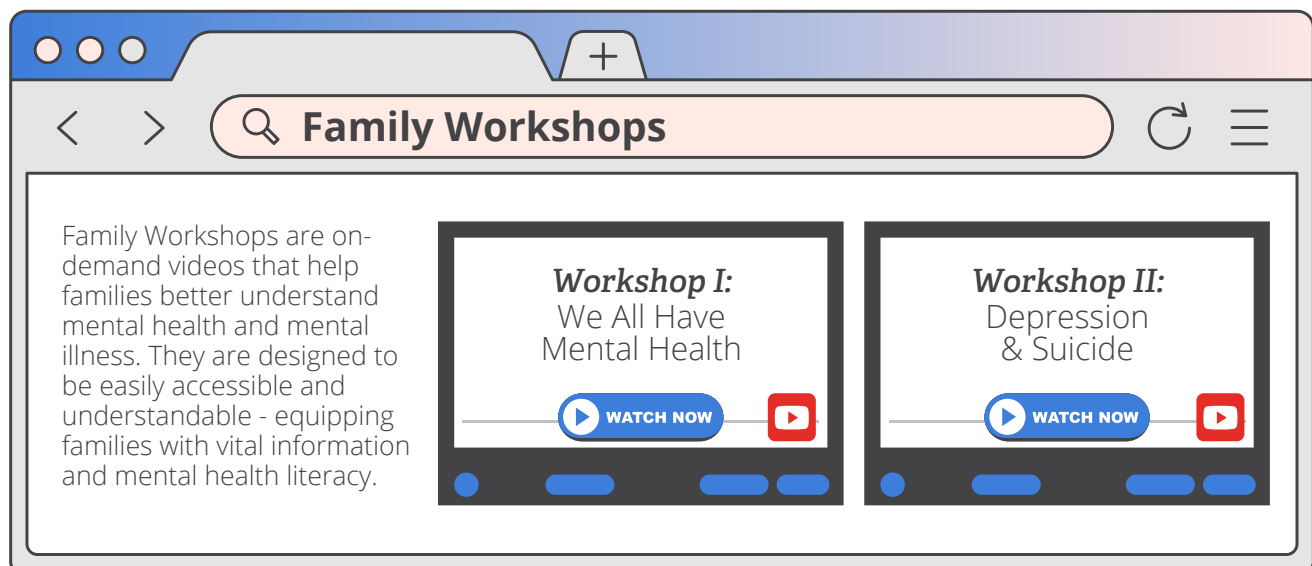 Family Workshops
Family Workshops are on-
demand videos that help
families better understand
mental health and mental
illness. They are designed to
be easily accessible and
understandable - equipping
families with vital information
and mental health literacy.
Workshop I:
We All Have
Mental Health
WATCH NOW
Workshop II:
Depression
& Suicide
WATCH NOW